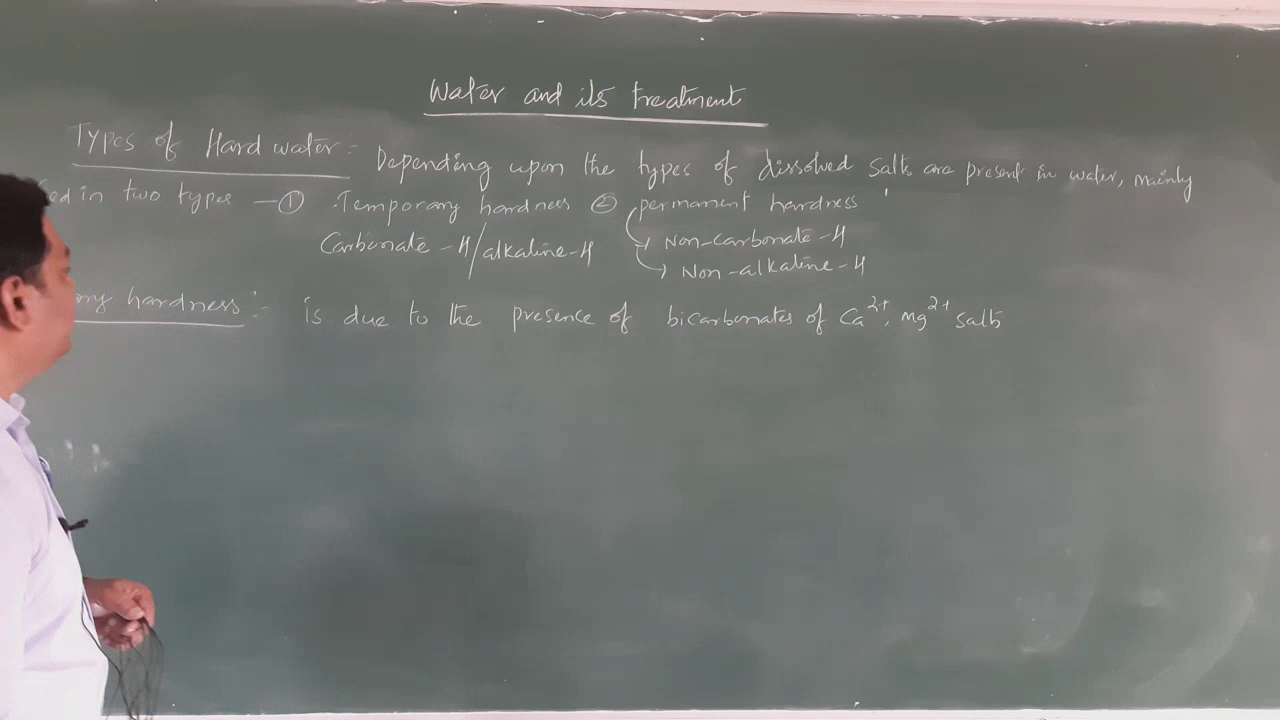 Water and its treatment
Types of Hard water:- Depending upon the types of dissolved salts are present in water, mainly
ed in two types - ① Temporary hardness ② permanent hardness
Carbonate -H/alkaline-H
Non-carbonate -H
Non-alkaline-H
hardness:- is due to the presence of bicarbonates of Ca²⁺, Mg²⁺ salts